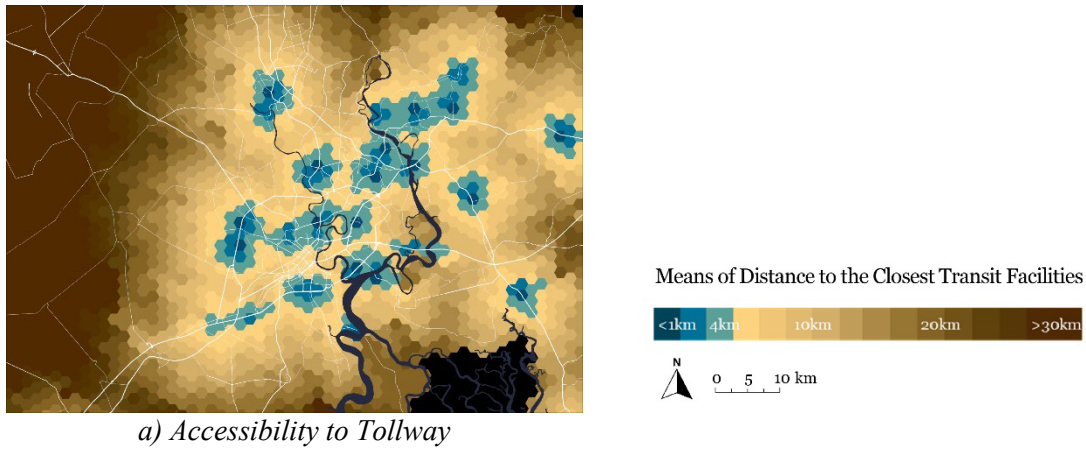 Means of Distance to the Closest Transit Facilities
<1km 4km 10km 20km >30km
N
0 5 10 km
a) Accessibility to Tollway